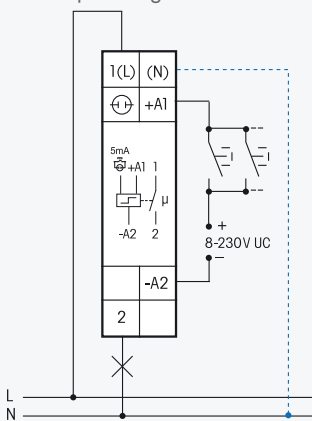 1(L) (N)
+A1
5mA
+A1 1
µ
-A2 2
+
8-230V UC
–
-A2
2
L
N